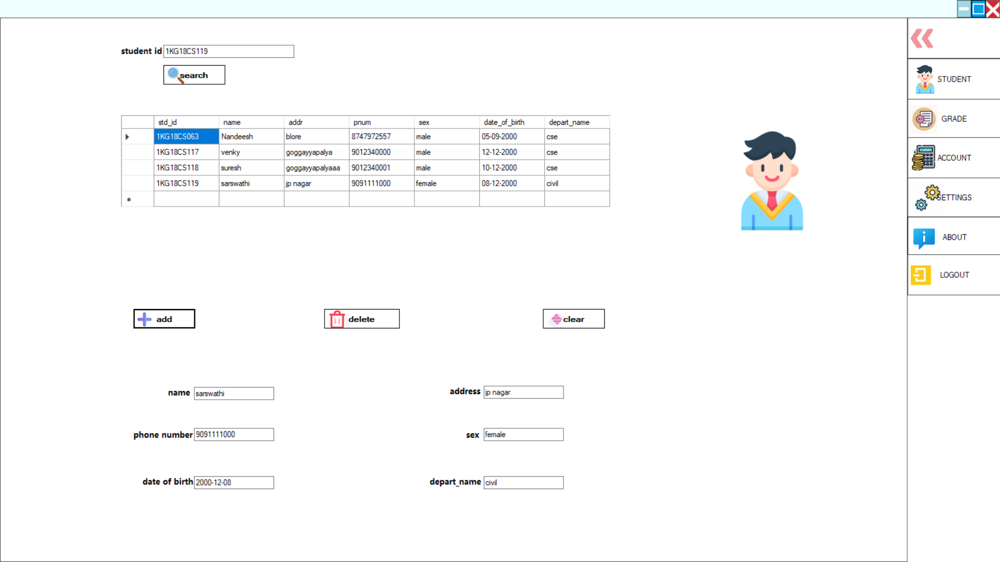 student id 1KG18CS119
search
std_id name addr pnum sex date_of_birth depart_name
1KG18CS063 Nandeesh blore 8747972557 male 05-09-2000 cse
1KG18CS117 venky goggayyapalya 9012340000 male 12-12-2000 cse
1KG18CS118 suresh goggayyapalyaaa 9012340001 male 10-12-2000 cse
1KG18CS119 sarswathi jp nagar 9091111000 female 08-12-2000 civil
add delete clear
name sarswathi address jp nagar
phone number 9091111000 sex female
date of birth 2000-12-08 depart_name civil
STUDENT
GRADE
ACCOUNT
SETTINGS
ABOUT
LOGOUT